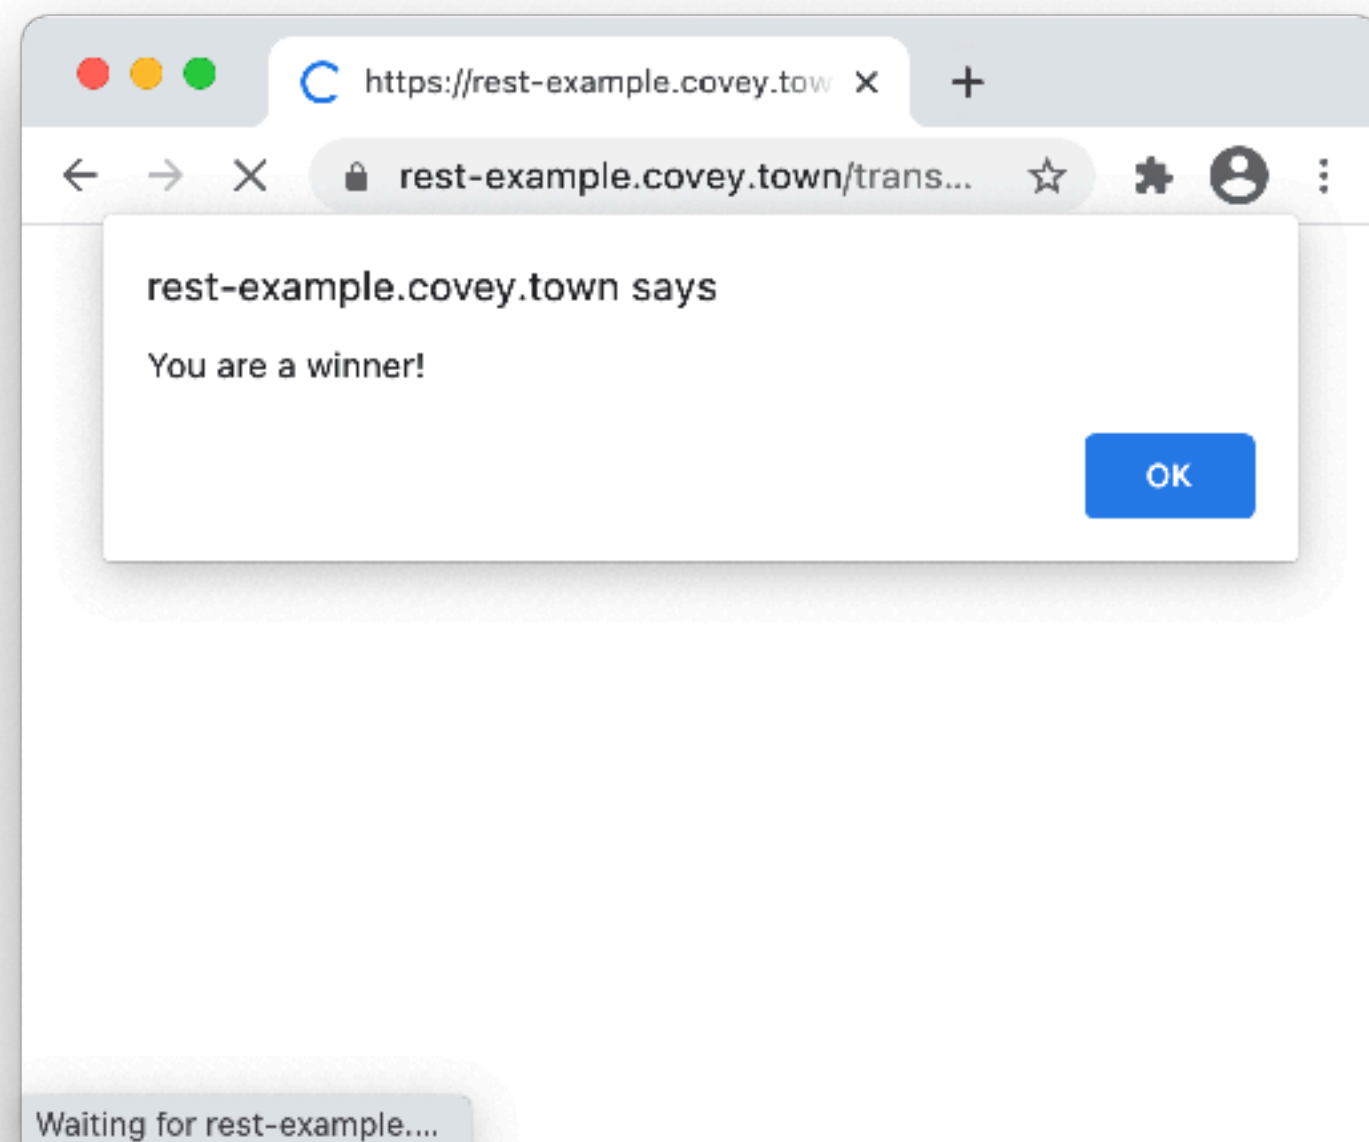 https://rest-example.covey.tow
rest-example.covey.town/trans...
rest-example.covey.town says
You are a winner!
OK
Waiting for rest-example....